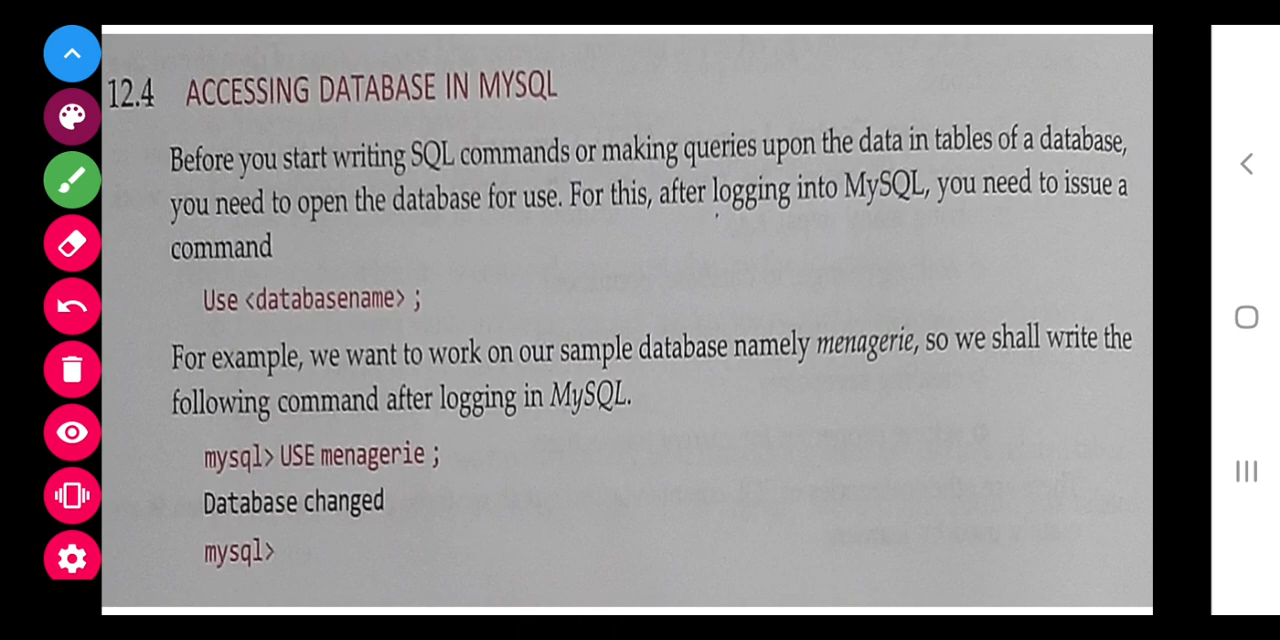 12.4 ACCESSING DATABASE IN MYSQL
Before you start writing SQL commands or making queries upon the data in tables of a database,
you need to open the database for use. For this, after logging into MySQL, you need to issue a
command
Use <databasename> ;
For example, we want to work on our sample database namely menagerie, so we shall write the
following command after logging in MySQL.
mysql> USE menagerie ;
Database changed
mysql>